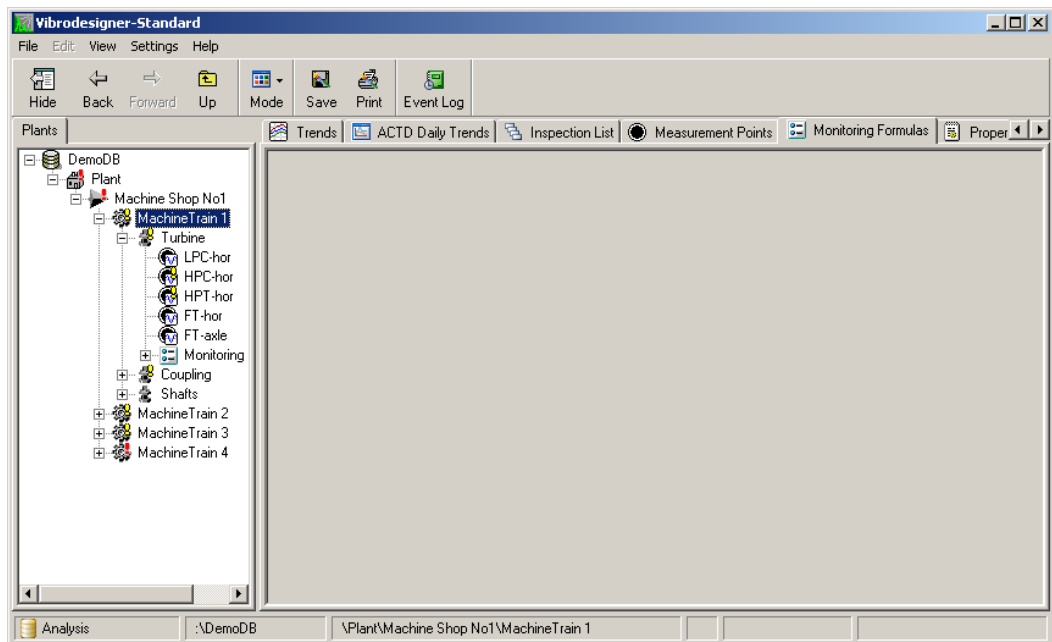 Vibrodesigner-Standard
File Edit View Settings Help
Hide Back Forward Up Mode Save Print Event Log
Plants
Trends ACTD Daily Trends Inspection List Measurement Points Monitoring Formulas Proper
DemoDB
Plant
Machine Shop No1
MachineTrain 1
Turbine
LPC-hor
HPC-hor
HPT-hor
FT-hor
FT-axle
Monitoring
Coupling
Shafts
MachineTrain 2
MachineTrain 3
MachineTrain 4
Analysis :\DemoDB \Plant\Machine Shop No1\MachineTrain 1